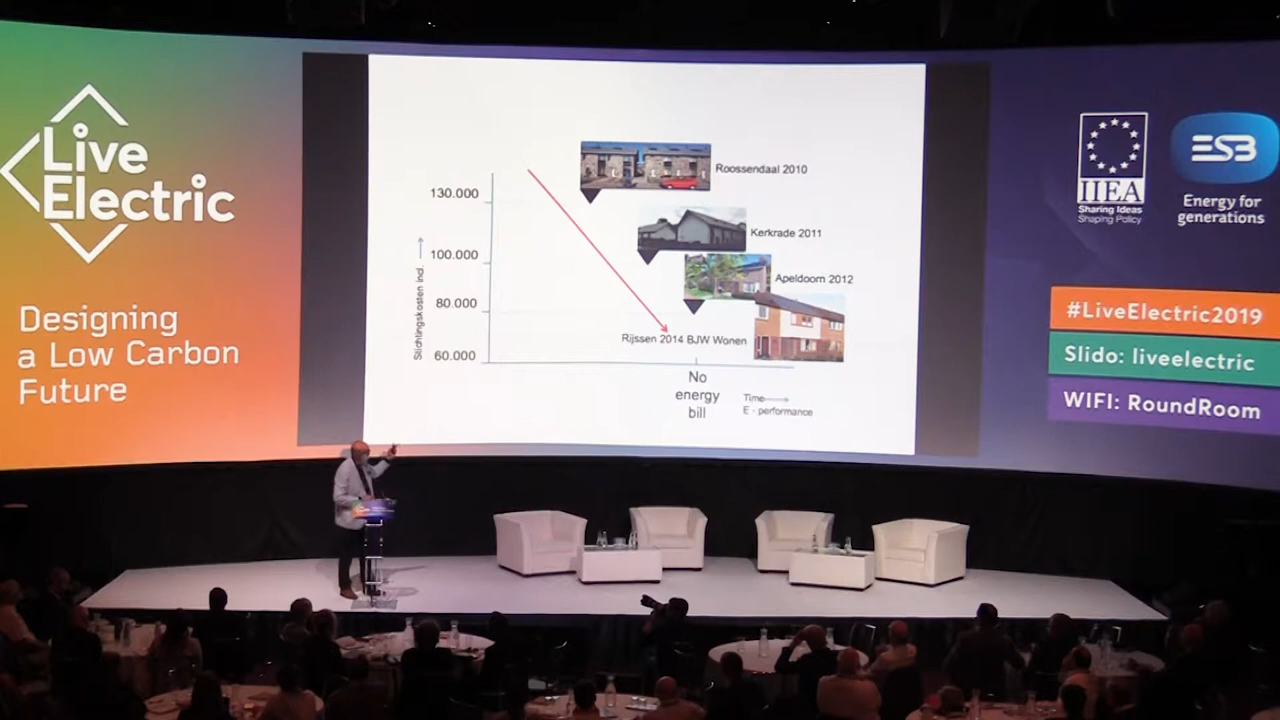 Live
Electric
Designing
a Low Carbon
Future
130.000
100.000
80.000
60.000
Stichtingskosten incl.
Roossendaal 2010
Kerkrade 2011
Apeldoorn 2012
Rijssen 2014 BJW Wonen
No
energy
bill
Time
E - performance
IIEA
Sharing Ideas
Shaping Policy
ESB
Energy for
generations
#LiveElectric2019
Slido: liveelectric
WIFI: RoundRoom